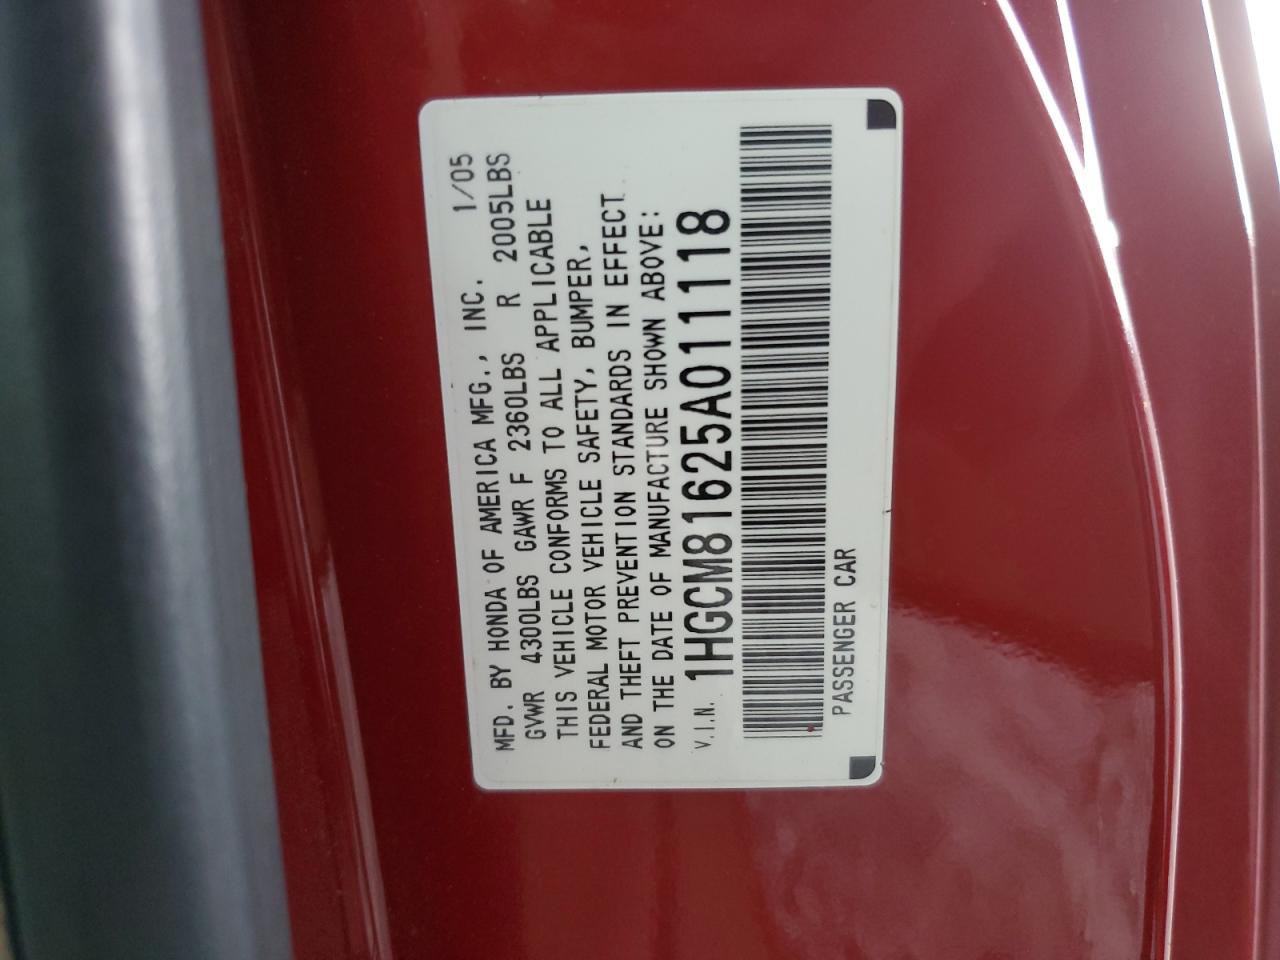 MFD. BY HONDA OF AMERICA MFG., INC. 1/05
GVWR 4300LBS GAWR F 2360LBS R 2005LBS
THIS VEHICLE CONFORMS TO ALL APPLICABLE
FEDERAL MOTOR VEHICLE SAFETY, BUMPER,
AND THEFT PREVENTION STANDARDS IN EFFECT
ON THE DATE OF MANUFACTURE SHOWN ABOVE:
V.I.N. 1HGCM81625A011118
PASSENGER CAR